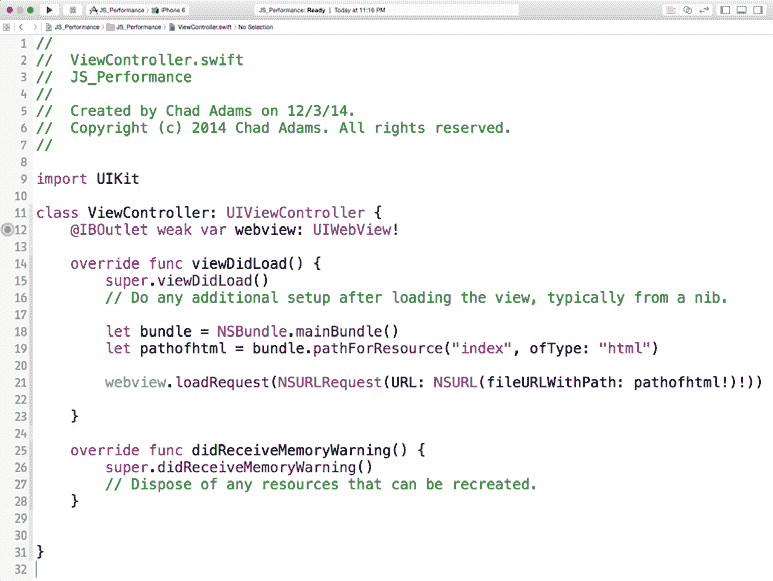 JS_Performance › iPhone 6 JS_Performance: Ready | Today at 11:16 PM
JS_Performance › JS_Performance › ViewController.swift › No Selection
1 //
2 //  ViewController.swift
3 //  JS_Performance
4 //
5 //  Created by Chad Adams on 12/3/14.
6 //  Copyright (c) 2014 Chad Adams. All rights reserved.
7 //
8
9 import UIKit
10
11 class ViewController: UIViewController {
12     @IBOutlet weak var webview: UIWebView!
13
14     override func viewDidLoad() {
15         super.viewDidLoad()
16         // Do any additional setup after loading the view, typically from a nib.
17
18         let bundle = NSBundle.mainBundle()
19         let pathofhtml = bundle.pathForResource("index", ofType: "html")
20
21         webview.loadRequest(NSURLRequest(URL: NSURL(fileURLWithPath: pathofhtml!)!))
22
23     }
24
25     override func didReceiveMemoryWarning() {
26         super.didReceiveMemoryWarning()
27         // Dispose of any resources that can be recreated.
28     }
29
30
31 }
32